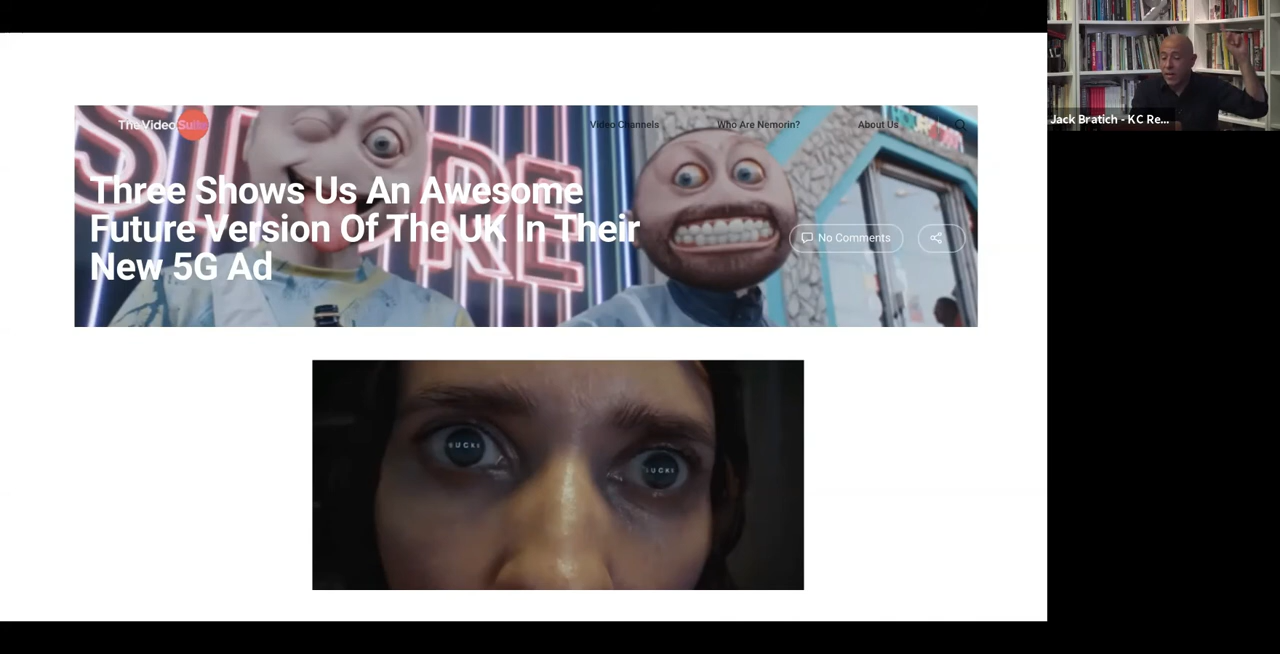 The Video Suite
Video Channels
Who Are Nemorin?
About Us
SHARE
Three Shows Us An Awesome
Future Version Of The UK In Their
New 5G Ad
No Comments
Jack Bratich - KC Re...